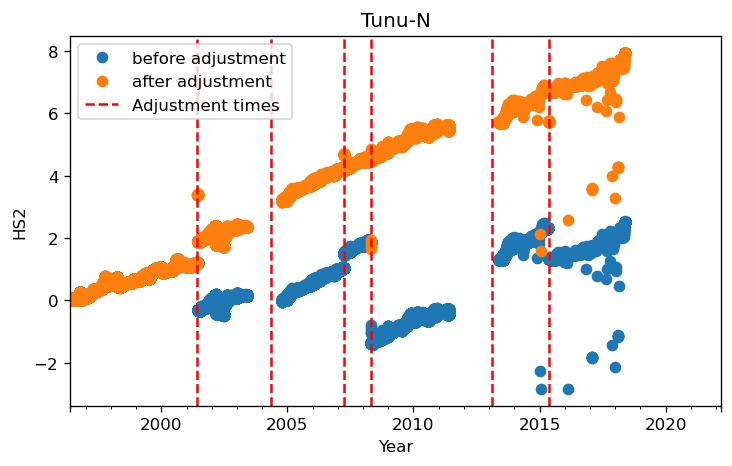 Tunu-N
before adjustment
after adjustment
Adjustment times
8
6
4
2
0
−2
HS2
2000 2005 2010 2015 2020
Year